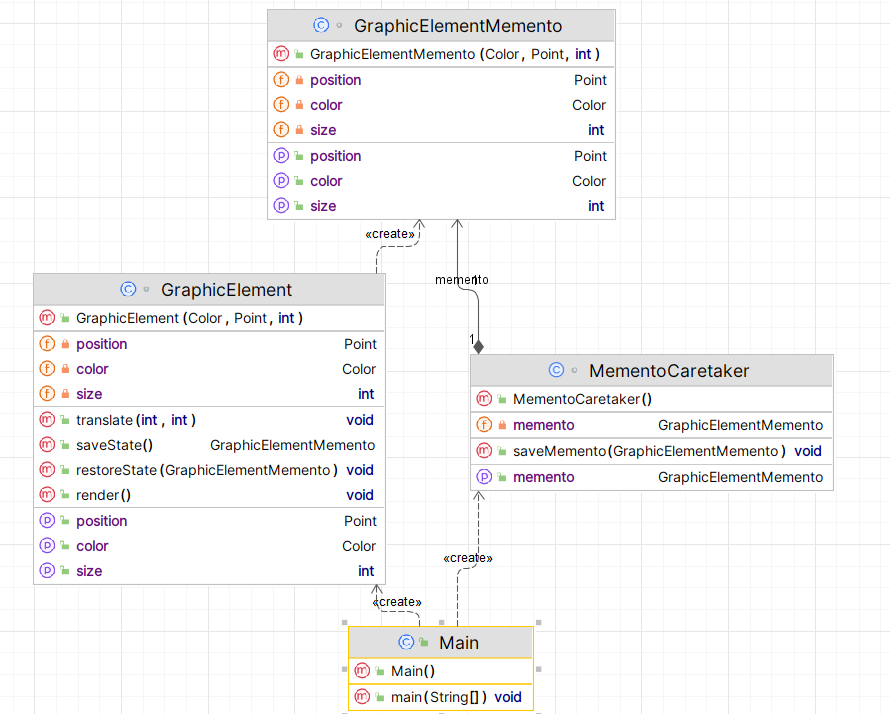 GraphicElementMemento
GraphicElementMemento (Color, Point, int )
position Point
color Color
size int
position Point
color Color
size int
«create»
memento
1
1
GraphicElement
GraphicElement (Color, Point, int )
position Point
color Color
size int
translate (int, int ) void
saveState() GraphicElementMemento
restoreState (GraphicElementMemento ) void
render() void
position Point
color Color
size int
MementoCaretaker
MementoCaretaker()
memento GraphicElementMemento
saveMemento(GraphicElementMemento ) void
memento GraphicElementMemento
«create»
«create»
Main
Main()
main(String[] ) void